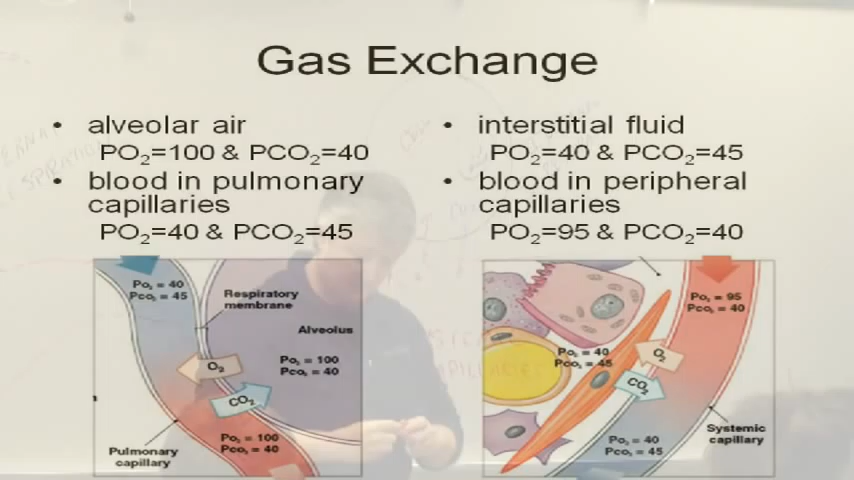 Gas Exchange
• alveolar air
PO₂=100 & PCO₂=40
• blood in pulmonary
capillaries
PO₂=40 & PCO₂=45
• interstitial fluid
PO₂=40 & PCO₂=45
• blood in peripheral
capillaries
PO₂=95 & PCO₂=40
Po₂ = 40
Pco₂ = 45
Respiratory
membrane
Alveolus
Po₂ = 100
Pco₂ = 40
O₂
CO₂
Po₂ = 100
Pco₂ = 40
Pulmonary
capillary
Po₂ = 95
Pco₂ = 40
Po₂ = 40
Pco₂ = 45
O₂
CO₂
Systemic
capillary
Po₂ = 40
Pco₂ = 45